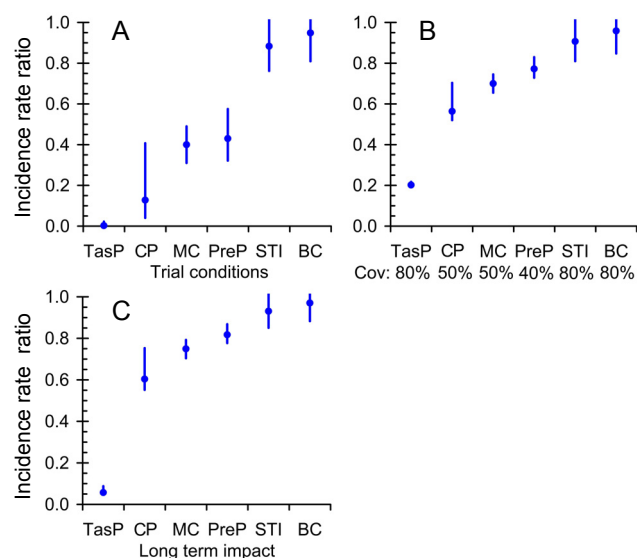 A
Incidence rate ratio
1.0
0.8
0.6
0.4
0.2
0.0
TasP CP MC PreP STI BC
Trial conditions
B
1.0
0.8
0.6
0.4
0.2
0.0
TasP CP MC PreP STI BC
Cov: 80% 50% 50% 40% 80% 80%
C
Incidence rate ratio
1.0
0.8
0.6
0.4
0.2
0.0
TasP CP MC PreP STI BC
Long term impact